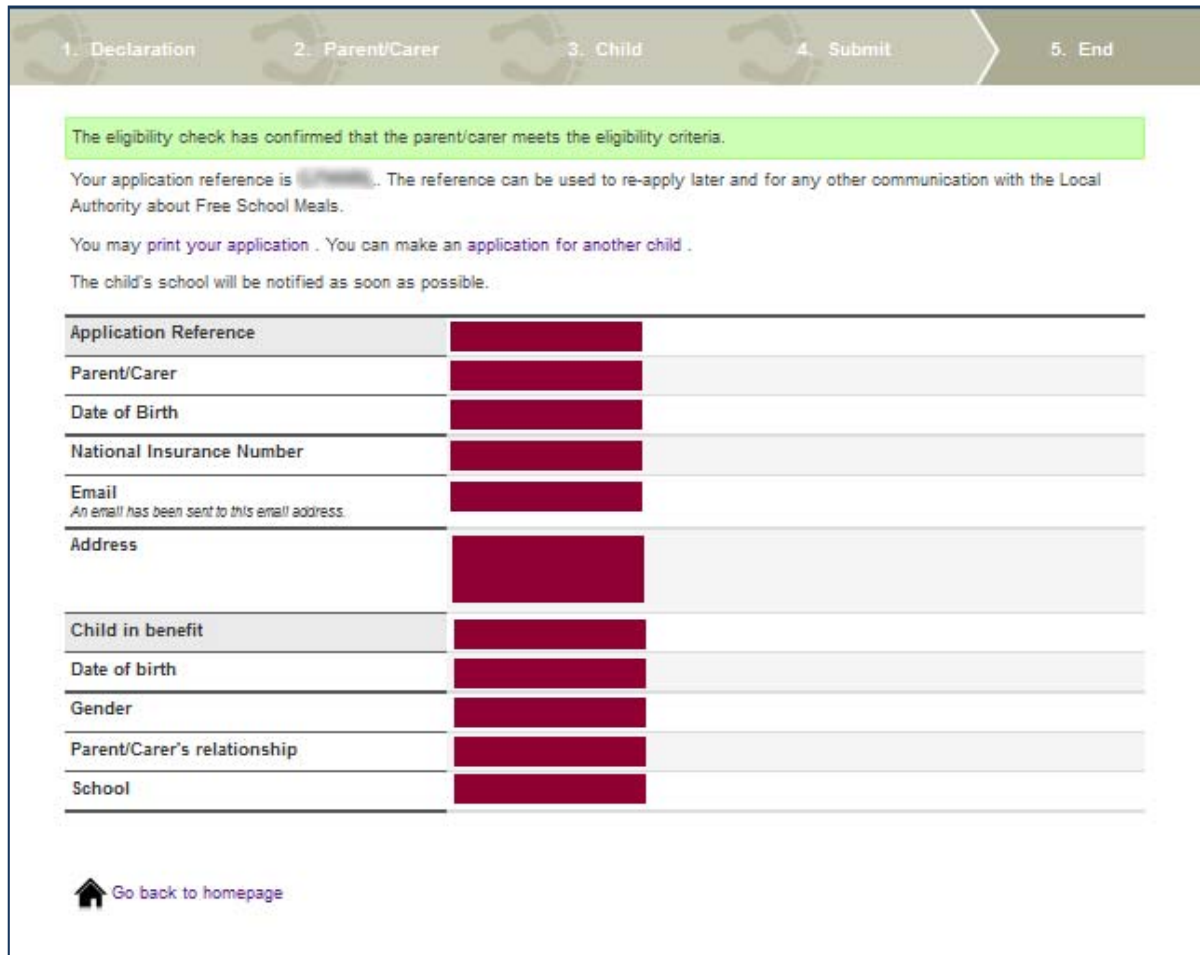 1. Declaration 2. Parent/Carer 3. Child 4. Submit 5. End
The eligibility check has confirmed that the parent/carer meets the eligibility criteria.
Your application reference is .. The reference can be used to re-apply later and for any other communication with the Local
Authority about Free School Meals.
You may print your application . You can make an application for another child .
The child's school will be notified as soon as possible.
Application Reference
Parent/Carer
Date of Birth
National Insurance Number
Email
An email has been sent to this email address.
Address
Child in benefit
Date of birth
Gender
Parent/Carer's relationship
School
Go back to homepage